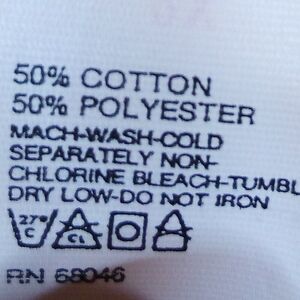 50% COTTON
50% POLYESTER
MACH-WASH-COLD
SEPARATELY NON-
CHLORINE BLEACH-TUMBL
DRY LOW-DO NOT IRON
27°
C CL
RN 68046